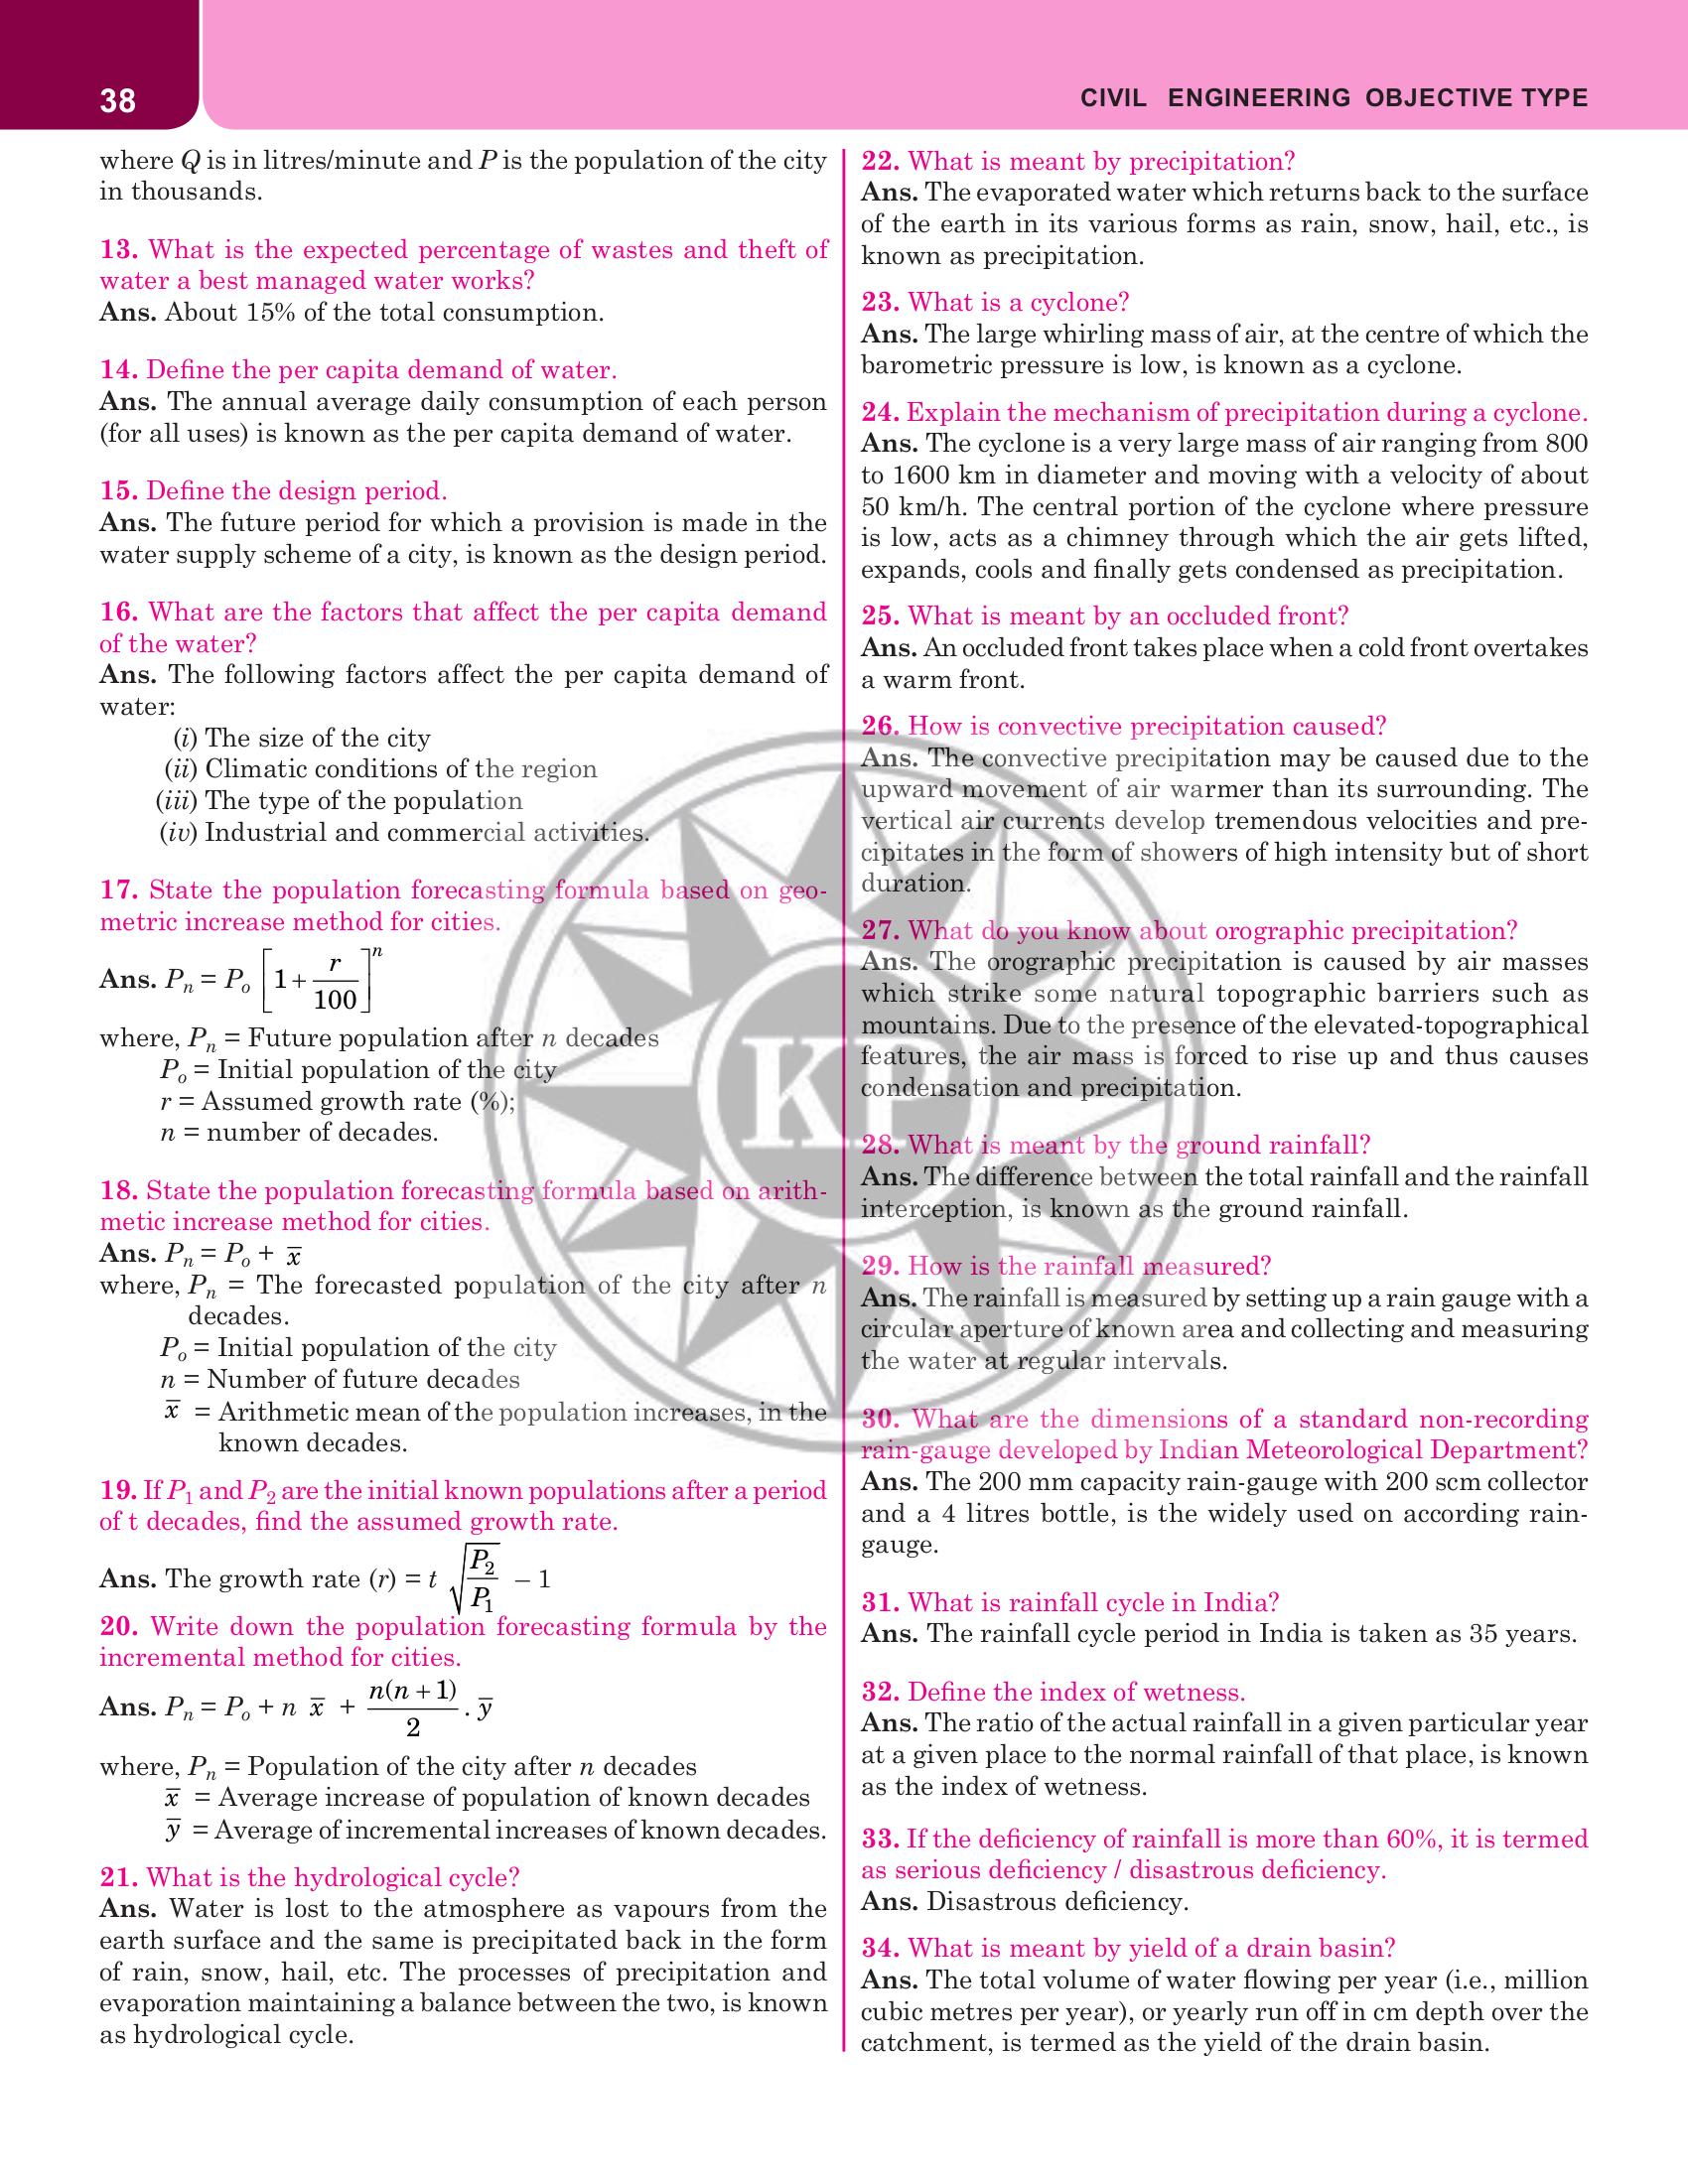 38
CIVIL ENGINEERING OBJECTIVE TYPE
where Q is in litres/minute and P is the population of the city
in thousands.
13. What is the expected percentage of wastes and theft of
water a best managed water works?
Ans. About 15% of the total consumption.
14. Define the per capita demand of water.
Ans. The annual average daily consumption of each person
(for all uses) is known as the per capita demand of water.
15. Define the design period.
Ans. The future period for which a provision is made in the
water supply scheme of a city, is known as the design period.
16. What are the factors that affect the per capita demand
of the water?
Ans. The following factors affect the per capita demand of
water:
(i) The size of the city
(ii) Climatic conditions of the region
(iii) The type of the population
(iv) Industrial and commercial activities.
17. State the population forecasting formula based on geo-
metric increase method for cities.
Ans. Pₙ = Pₒ [1 + r/100]ⁿ
where, Pₙ = Future population after n decades
Pₒ = Initial population of the city
r = Assumed growth rate (%);
n = number of decades.
18. State the population forecasting formula based on arith-
metic increase method for cities.
Ans. Pₙ = Pₒ + x̅
where, Pₙ = The forecasted population of the city after n
decades.
Pₒ = Initial population of the city
n = Number of future decades
x̅ = Arithmetic mean of the population increases, in the
known decades.
19. If P₁ and P₂ are the initial known populations after a period
of t decades, find the assumed growth rate.
Ans. The growth rate (r) = t √(P₂/P₁) – 1
20. Write down the population forecasting formula by the
incremental method for cities.
Ans. Pₙ = Pₒ + n x̅ + n(n + 1)/2 . y̅
where, Pₙ = Population of the city after n decades
x̅ = Average increase of population of known decades
y̅ = Average of incremental increases of known decades.
21. What is the hydrological cycle?
Ans. Water is lost to the atmosphere as vapours from the
earth surface and the same is precipitated back in the form
of rain, snow, hail, etc. The processes of precipitation and
evaporation maintaining a balance between the two, is known
as hydrological cycle.
22. What is meant by precipitation?
Ans. The evaporated water which returns back to the surface
of the earth in its various forms as rain, snow, hail, etc., is
known as precipitation.
23. What is a cyclone?
Ans. The large whirling mass of air, at the centre of which the
barometric pressure is low, is known as a cyclone.
24. Explain the mechanism of precipitation during a cyclone.
Ans. The cyclone is a very large mass of air ranging from 800
to 1600 km in diameter and moving with a velocity of about
50 km/h. The central portion of the cyclone where pressure
is low, acts as a chimney through which the air gets lifted,
expands, cools and finally gets condensed as precipitation.
25. What is meant by an occluded front?
Ans. An occluded front takes place when a cold front overtakes
a warm front.
26. How is convective precipitation caused?
Ans. The convective precipitation may be caused due to the
upward movement of air warmer than its surrounding. The
vertical air currents develop tremendous velocities and pre-
cipitates in the form of showers of high intensity but of short
duration.
27. What do you know about orographic precipitation?
Ans. The orographic precipitation is caused by air masses
which strike some natural topographic barriers such as
mountains. Due to the presence of the elevated-topographical
features, the air mass is forced to rise up and thus causes
condensation and precipitation.
28. What is meant by the ground rainfall?
Ans. The difference between the total rainfall and the rainfall
interception, is known as the ground rainfall.
29. How is the rainfall measured?
Ans. The rainfall is measured by setting up a rain gauge with a
circular aperture of known area and collecting and measuring
the water at regular intervals.
30. What are the dimensions of a standard non-recording
rain-gauge developed by Indian Meteorological Department?
Ans. The 200 mm capacity rain-gauge with 200 scm collector
and a 4 litres bottle, is the widely used on according rain-
gauge.
31. What is rainfall cycle in India?
Ans. The rainfall cycle period in India is taken as 35 years.
32. Define the index of wetness.
Ans. The ratio of the actual rainfall in a given particular year
at a given place to the normal rainfall of that place, is known
as the index of wetness.
33. If the deficiency of rainfall is more than 60%, it is termed
as serious deficiency / disastrous deficiency.
Ans. Disastrous deficiency.
34. What is meant by yield of a drain basin?
Ans. The total volume of water flowing per year (i.e., million
cubic metres per year), or yearly run off in cm depth over the
catchment, is termed as the yield of the drain basin.
KP